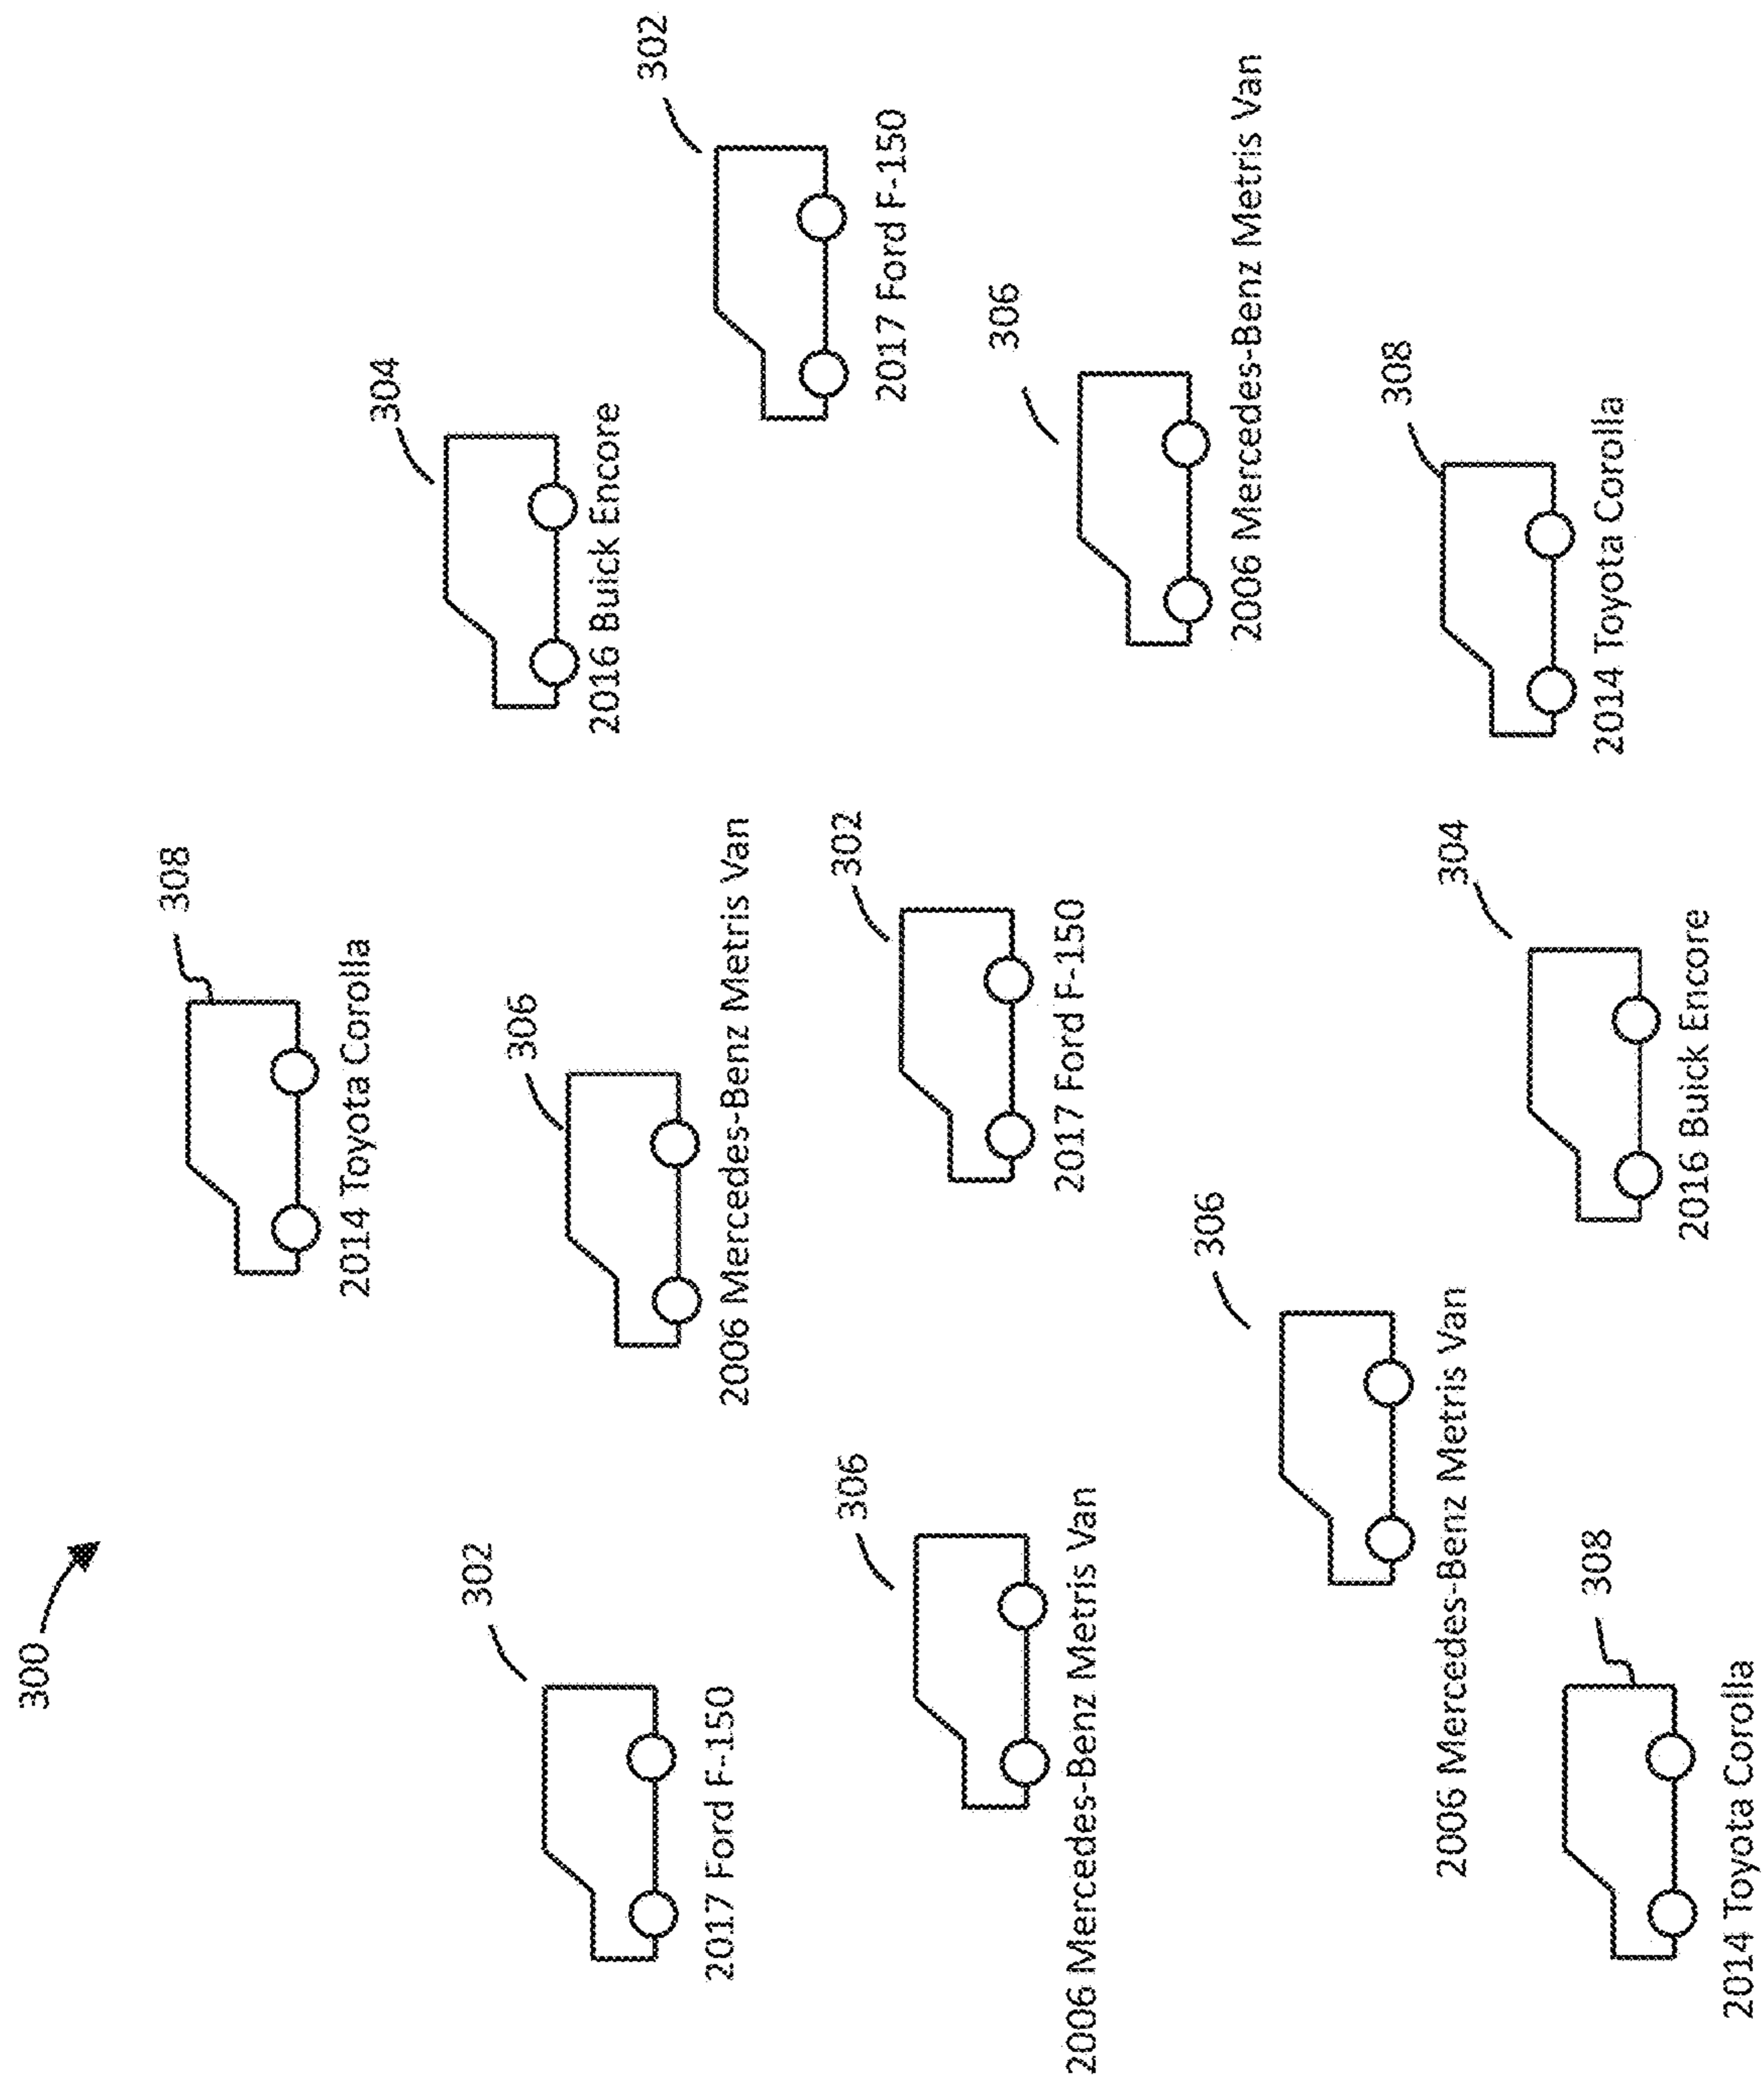 300
308
2014 Toyota Corolla
304
2016 Buick Encore
302
2017 Ford F-150
306
2006 Mercedes-Benz Metris Van
302
2017 Ford F-150
306
2006 Mercedes-Benz Metris Van
302
2017 Ford F-150
306
2006 Mercedes-Benz Metris Van
306
2006 Mercedes-Benz Metris Van
308
2014 Toyota Corolla
304
2016 Buick Encore
308
2014 Toyota Corolla